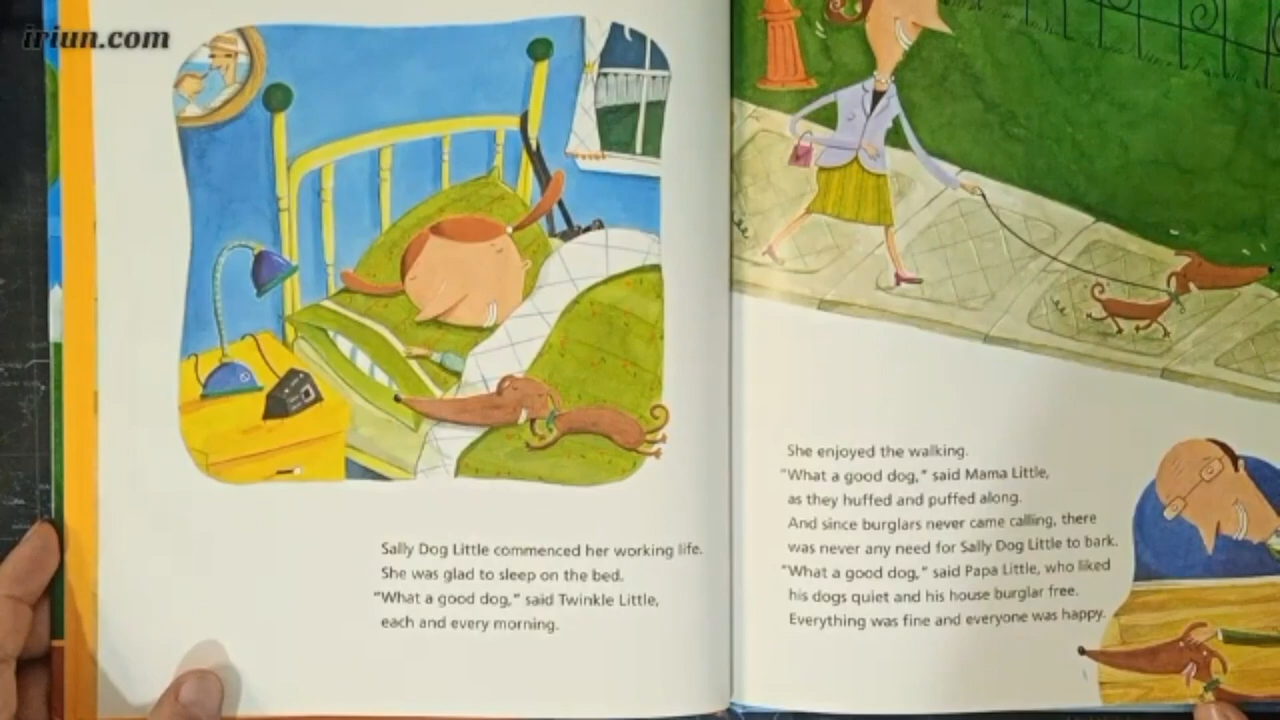 iriun.com
Sally Dog Little commenced her working life.
She was glad to sleep on the bed.
"What a good dog," said Twinkle Little,
each and every morning.
She enjoyed the walking.
"What a good dog," said Mama Little,
as they huffed and puffed along.
And since burglars never came calling, there
was never any need for Sally Dog Little to bark.
"What a good dog," said Papa Little, who liked
his dogs quiet and his house burglar free.
Everything was fine and everyone was happy.